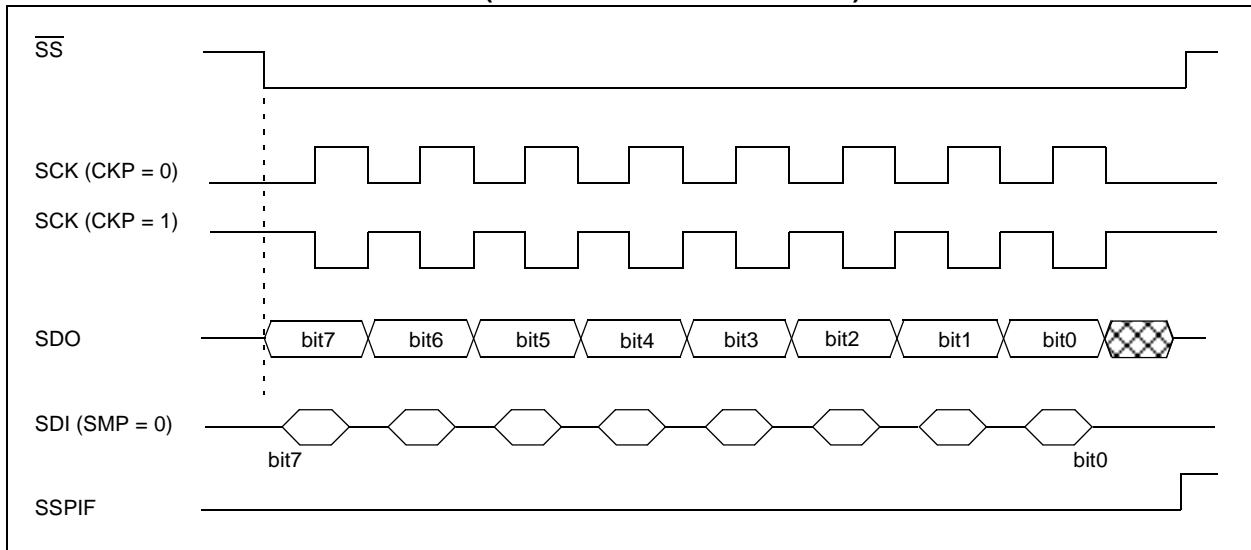 SS
SCK (CKP = 0)
SCK (CKP = 1)
SDO bit7 bit6 bit5 bit4 bit3 bit2 bit1 bit0
SDI (SMP = 0)
bit7 bit0
SSPIF